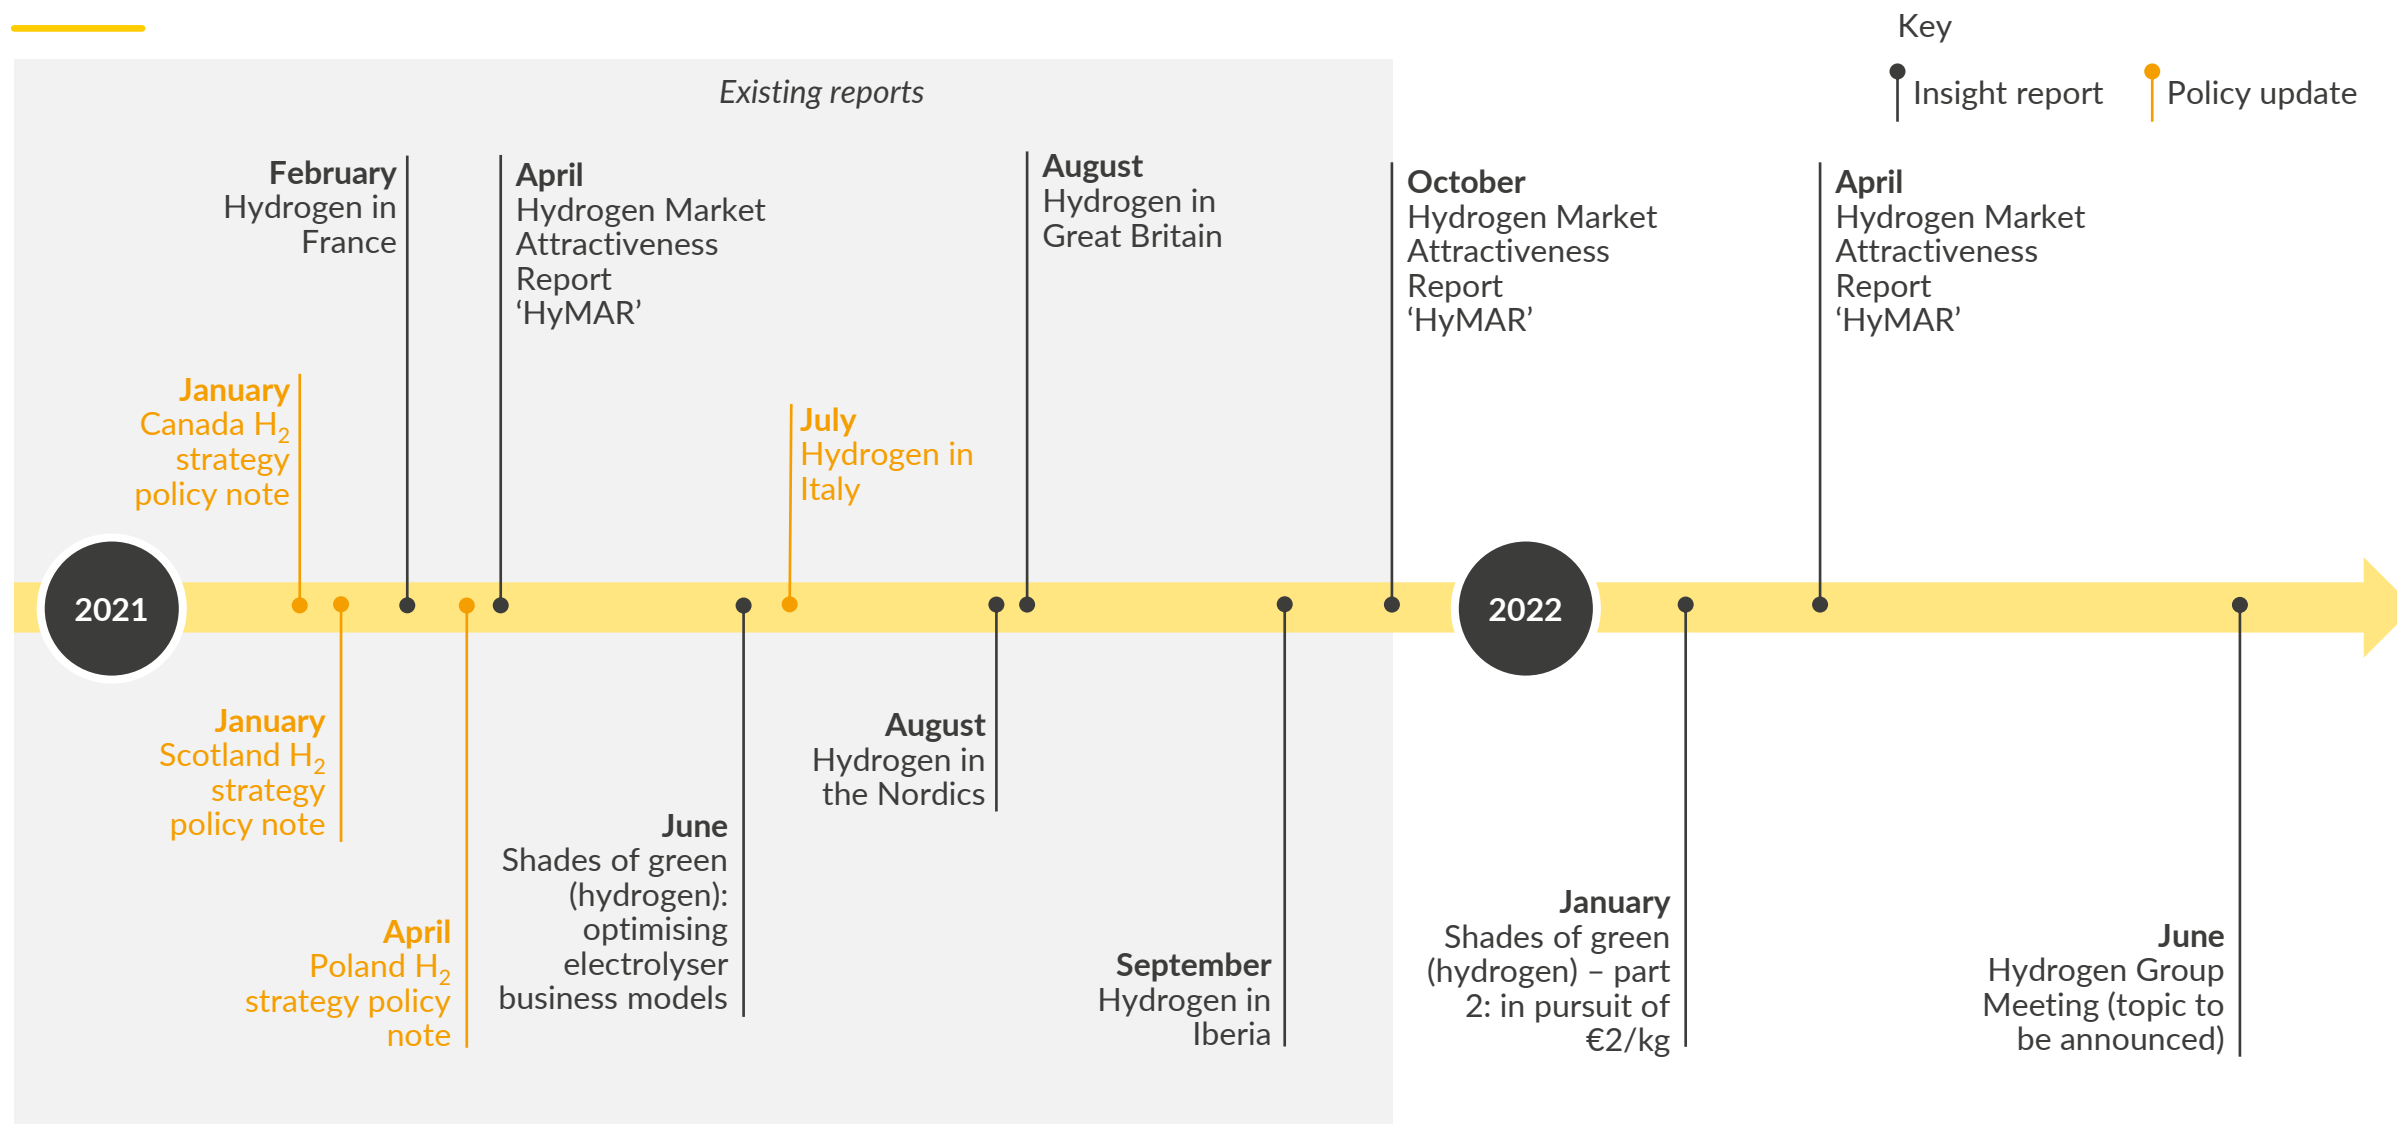 Key
Insight report
Policy update
Existing reports
February
Hydrogen in
France
April
Hydrogen Market
Attractiveness
Report
‘HyMAR’
August
Hydrogen in
Great Britain
October
Hydrogen Market
Attractiveness
Report
‘HyMAR’
April
Hydrogen Market
Attractiveness
Report
‘HyMAR’
January
Canada H₂
strategy
policy note
July
Hydrogen in
Italy
2021
2022
January
Scotland H₂
strategy
policy note
April
Poland H₂
strategy policy
note
June
Shades of green
(hydrogen):
optimising
electrolyser
business models
August
Hydrogen in
the Nordics
September
Hydrogen in
Iberia
January
Shades of green
(hydrogen) – part
2: in pursuit of
€2/kg
June
Hydrogen Group
Meeting (topic to
be announced)